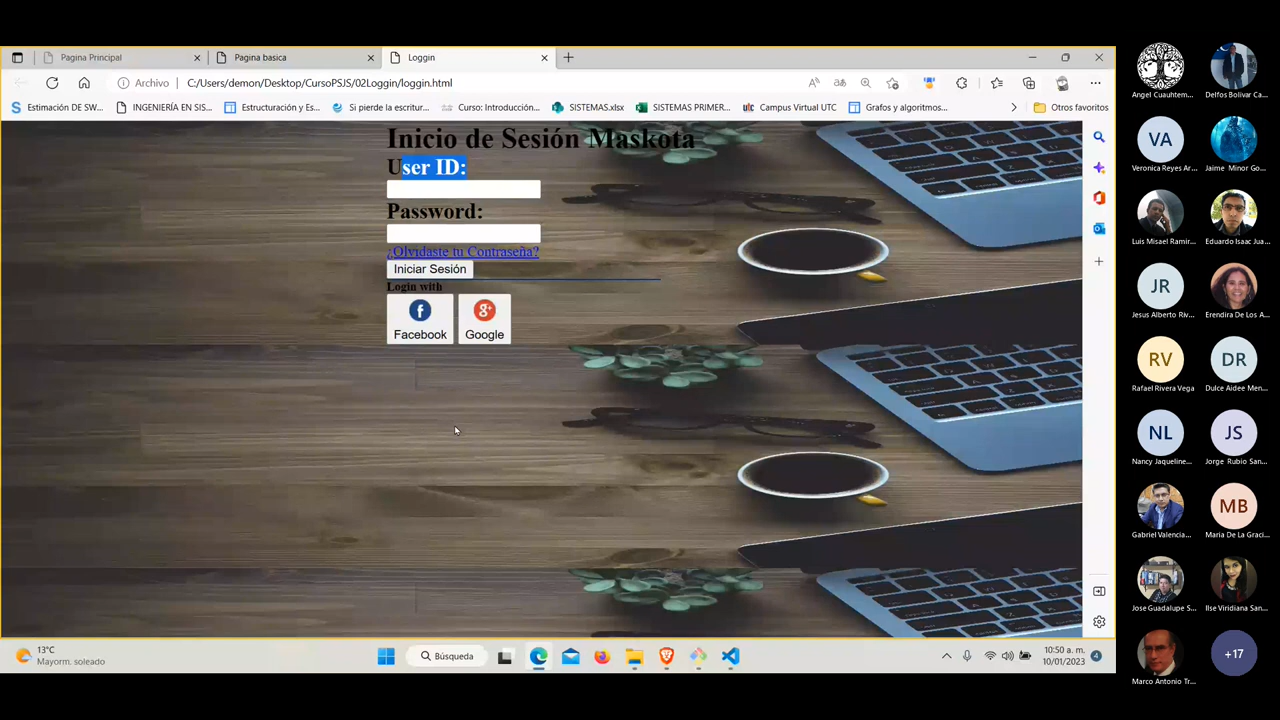 Pagina Principal
Pagina basica
Loggin
Archivo
C:/Users/demon/Desktop/CursoPSJS/02Loggin/loggin.html
Estimación DE SW...
INGENIERÍA EN SIS...
Estructuración y Es...
Si pierde la escritur...
Curso: Introducción...
SISTEMAS.xlsx
SISTEMAS PRIMER...
Campus Virtual UTC
Grafos y algoritmos...
Otros favoritos
Inicio de Sesión Maskota
User ID:
Password:
¿Olvidaste tu Contraseña?
Iniciar Sesión
Login with
Facebook
Google
13°C
Mayorm. soleado
Búsqueda
10:50 a. m.
10/01/2023
4
Angel Cuauhtem...
Delfos Bolivar Ca...
VA
Veronica Reyes Ar...
Jaime Minor Go...
Luis Misael Ramir...
Eduardo Isaac Jua...
JR
Jesus Alberto Riv...
Erendira De Los A...
RV
Rafael Rivera Vega
DR
Dulce Aidee Men...
NL
Nancy Jaqueline...
JS
Jorge Rubio San...
Gabriel Valencia...
MB
Maria De La Graci...
Jose Guadalupe S...
Ilse Viridiana San...
Marco Antonio Tr...
+17